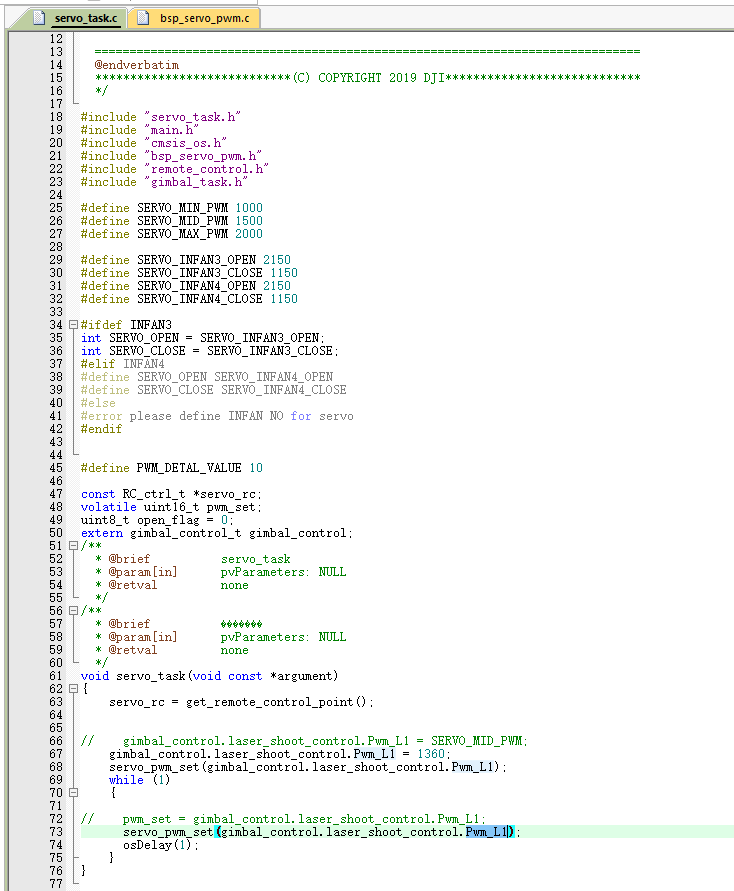 servo_task.c bsp_servo_pwm.c
12
13 ==============================================================================
14 @endverbatim
15 ****************************(C) COPYRIGHT 2019 DJI****************************
16 */
17
18 #include "servo_task.h"
19 #include "main.h"
20 #include "cmsis_os.h"
21 #include "bsp_servo_pwm.h"
22 #include "remote_control.h"
23 #include "gimbal_task.h"
24
25 #define SERVO_MIN_PWM 1000
26 #define SERVO_MID_PWM 1500
27 #define SERVO_MAX_PWM 2000
28
29 #define SERVO_INFAN3_OPEN 2150
30 #define SERVO_INFAN3_CLOSE 1150
31 #define SERVO_INFAN4_OPEN 2150
32 #define SERVO_INFAN4_CLOSE 1150
33
34 #ifdef INFAN3
35 int SERVO_OPEN = SERVO_INFAN3_OPEN;
36 int SERVO_CLOSE = SERVO_INFAN3_CLOSE;
37 #elif INFAN4
38 #define SERVO_OPEN SERVO_INFAN4_OPEN
39 #define SERVO_CLOSE SERVO_INFAN4_CLOSE
40 #else
41 #error please define INFAN NO for servo
42 #endif
43
44
45 #define PWM_DETAL_VALUE 10
46
47 const RC_ctrl_t *servo_rc;
48 volatile uint16_t pwm_set;
49 uint8_t open_flag = 0;
50 extern gimbal_control_t gimbal_control;
51 /**
52 * @brief servo_task
53 * @param[in] pvParameters: NULL
54 * @retval none
55 */
56 /**
57 * @brief �������
58 * @param[in] pvParameters: NULL
59 * @retval none
60 */
61 void servo_task(void const *argument)
62 {
63 servo_rc = get_remote_control_point();
64
65
66 // gimbal_control.laser_shoot_control.Pwm_L1 = SERVO_MID_PWM;
67 gimbal_control.laser_shoot_control.Pwm_L1 = 1360;
68 servo_pwm_set(gimbal_control.laser_shoot_control.Pwm_L1);
69 while (1)
70 {
71
72 // pwm_set = gimbal_control.laser_shoot_control.Pwm_L1;
73 servo_pwm_set(gimbal_control.laser_shoot_control.Pwm_L1);
74 osDelay(1);
75 }
76 }
77